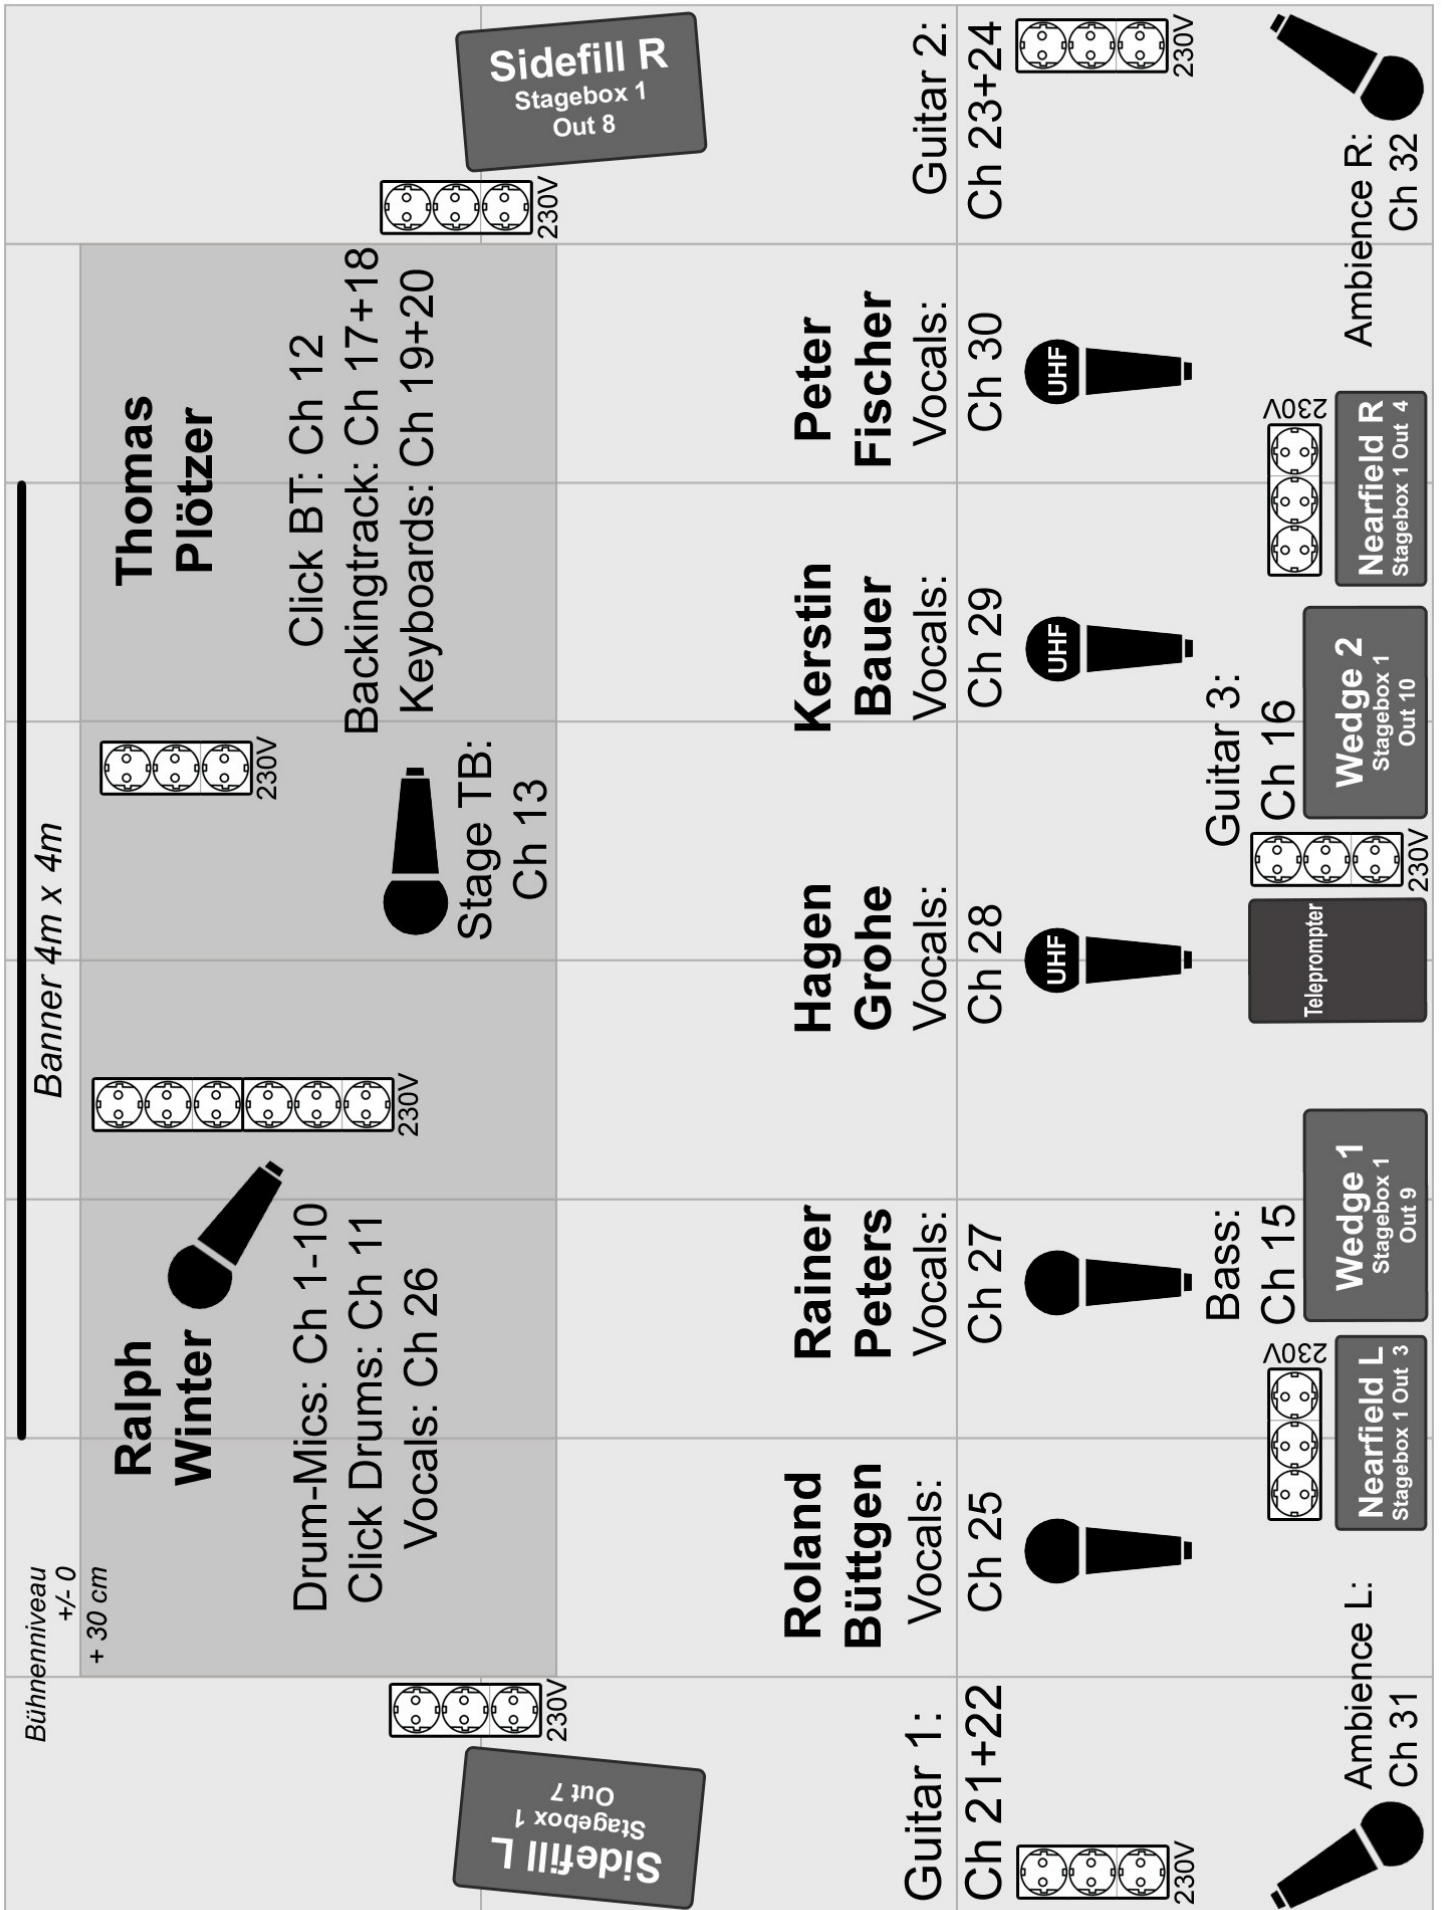 Bühnenniveau
+/- 0
+ 30 cm
Banner 4m x 4m
Ralph
Winter
Drum-Mics: Ch 1-10
Click Drums: Ch 11
Vocals: Ch 26
230V
Stage TB:
Ch 13
230V
Thomas
Plötzer
Click BT: Ch 12
Backingtrack: Ch 17+18
Keyboards: Ch 19+20
Sidefill L
Stagebox 1
Out 7
230V
230V
Sidefill R
Stagebox 1
Out 8
Guitar 1:
Ch 21+22
230V
Roland
Büttgen
Vocals:
Ch 25
Rainer
Peters
Vocals:
Ch 27
Hagen
Grohe
Vocals:
Ch 28
UHF
Kerstin
Bauer
Vocals:
Ch 29
UHF
Peter
Fischer
Vocals:
Ch 30
UHF
Guitar 2:
Ch 23+24
230V
Ambience L:
Ch 31
230V
Nearfield L
Stagebox 1 Out 3
Bass:
Ch 15
Wedge 1
Stagebox 1
Out 9
Teleprompter
230V
Guitar 3:
Ch 16
Wedge 2
Stagebox 1
Out 10
230V
Nearfield R
Stagebox 1 Out 4
Ambience R:
Ch 32